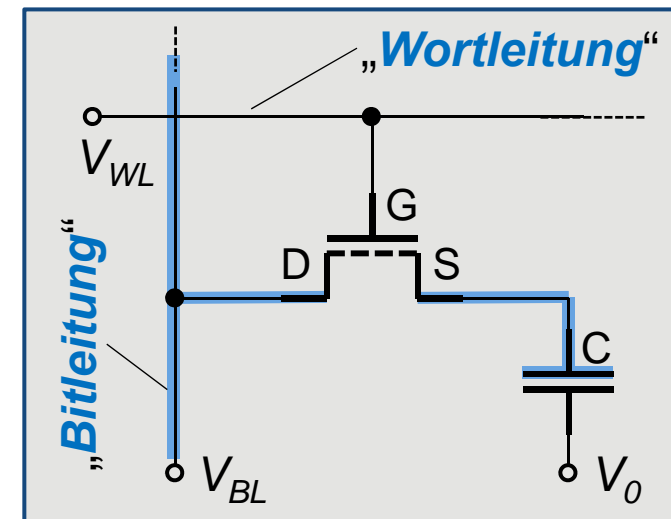 „Wortleitung“
V_WL
G
D
S
„Bitleitung“
C
V_BL
V_0